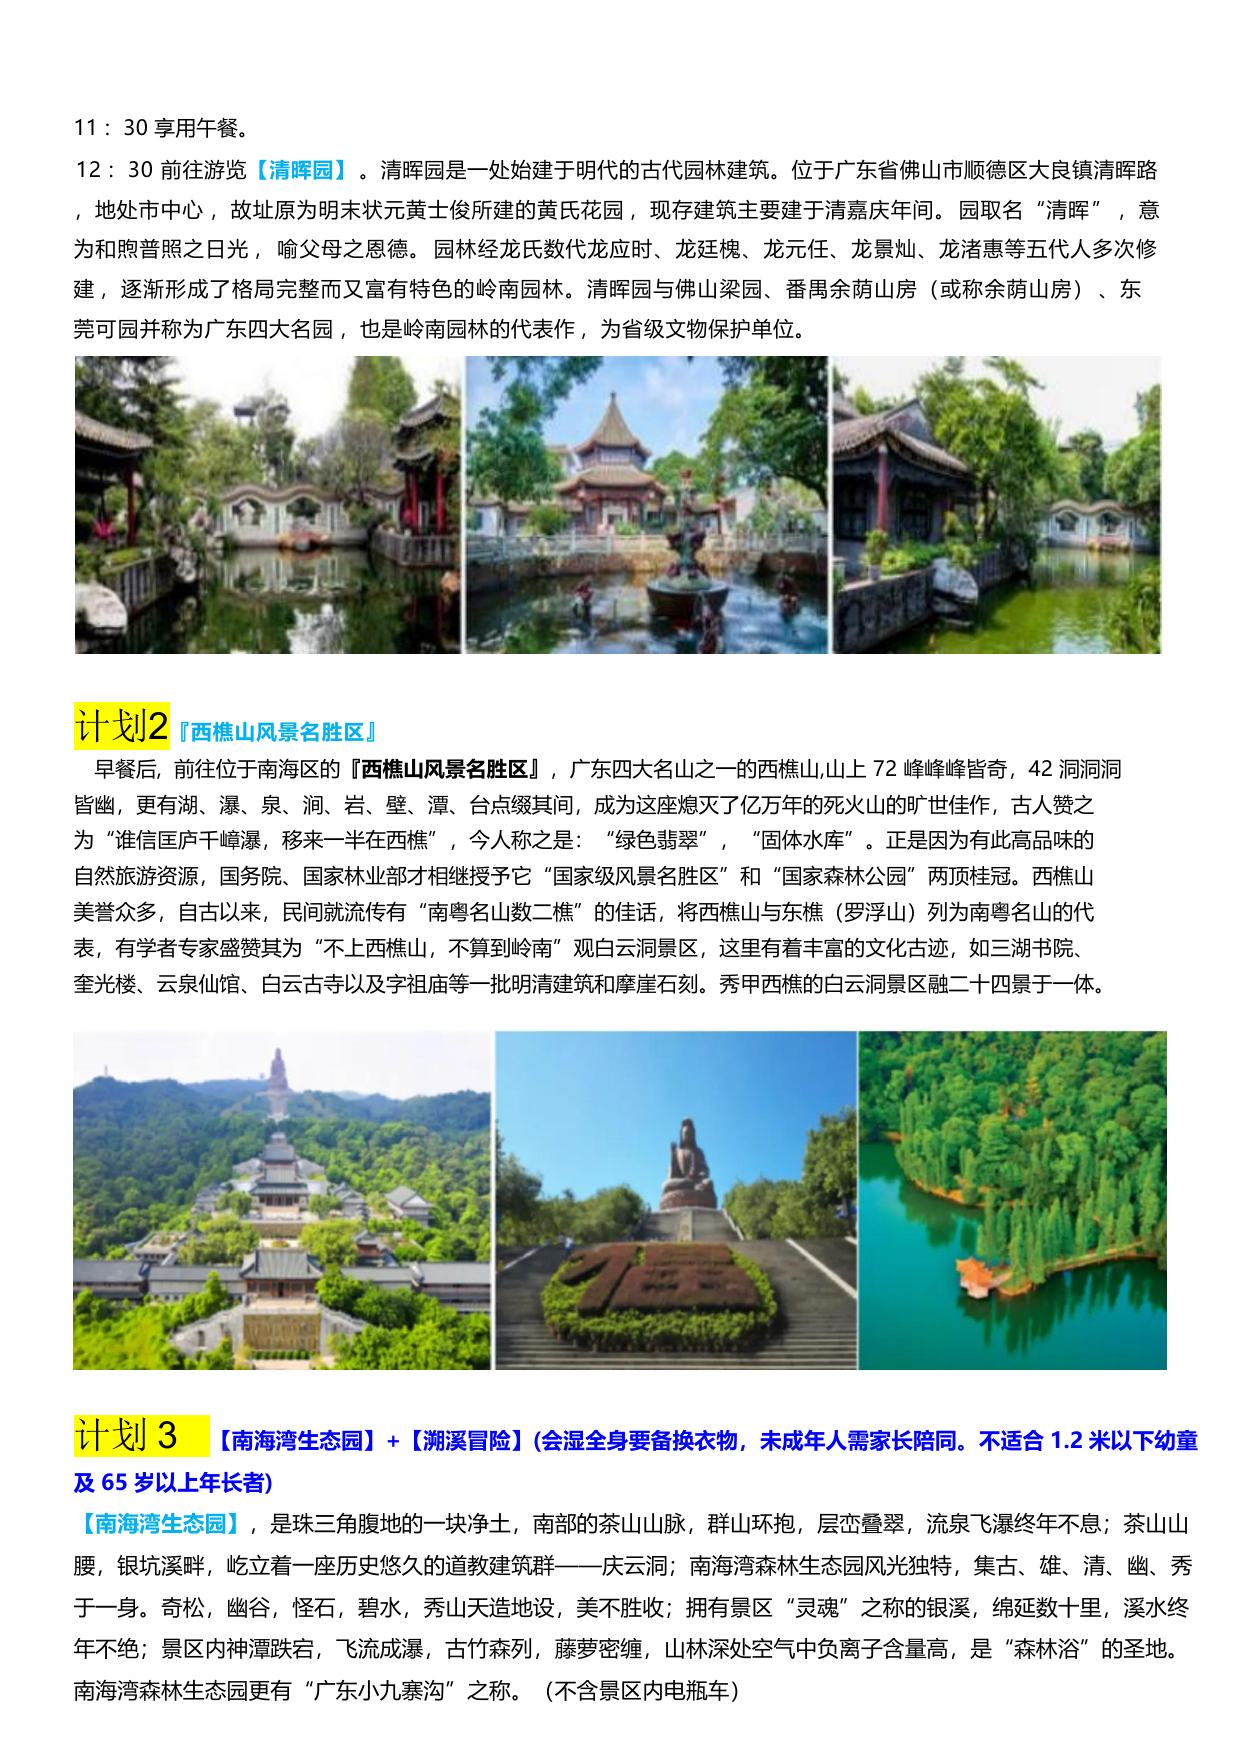 11：30 享用午餐。
12：30 前往游览【清晖园】。清晖园是一处始建于明代的古代园林建筑。位于广东省佛山市顺德区大良镇清晖路
，地处市中心，故址原为明末状元黄士俊所建的黄氏花园，现存建筑主要建于清嘉庆年间。园取名“清晖”，意
为和煦普照之日光，喻父母之恩德。园林经龙氏数代龙应时、龙廷槐、龙元任、龙景灿、龙渚惠等五代人多次修
建，逐渐形成了格局完整而又富有特色的岭南园林。清晖园与佛山梁园、番禺余荫山房（或称余荫山房）、东
莞可园并称为广东四大名园，也是岭南园林的代表作，为省级文物保护单位。
计划2『西樵山风景名胜区』
早餐后, 前往位于南海区的『西樵山风景名胜区』，广东四大名山之一的西樵山,山上 72 峰峰峰皆奇，42 洞洞洞
皆幽，更有湖、瀑、泉、涧、岩、壁、潭、台点缀其间，成为这座熄灭了亿万年的死火山的旷世佳作，古人赞之
为“谁信匡庐千嶂瀑，移来一半在西樵”，今人称之是：“绿色翡翠”，“固体水库”。正是因为有此高品味的
自然旅游资源，国务院、国家林业部才相继授予它“国家级风景名胜区”和“国家森林公园”两顶桂冠。西樵山
美誉众多，自古以来，民间就流传有“南粤名山数二樵”的佳话，将西樵山与东樵（罗浮山）列为南粤名山的代
表，有学者专家盛赞其为“不上西樵山，不算到岭南”观白云洞景区，这里有着丰富的文化古迹，如三湖书院、
奎光楼、云泉仙馆、白云古寺以及字祖庙等一批明清建筑和摩崖石刻。秀甲西樵的白云洞景区融二十四景于一体。
计划 3 【南海湾生态园】+【溯溪冒险】(会湿全身要备换衣物，未成年人需家长陪同。不适合 1.2 米以下幼童
及 65 岁以上年长者)
【南海湾生态园】，是珠三角腹地的一块净土，南部的茶山山脉，群山环抱，层峦叠翠，流泉飞瀑终年不息；茶山山
腰，银坑溪畔，屹立着一座历史悠久的道教建筑群——庆云洞；南海湾森林生态园风光独特，集古、雄、清、幽、秀
于一身。奇松，幽谷，怪石，碧水，秀山天造地设，美不胜收；拥有景区“灵魂”之称的银溪，绵延数十里，溪水终
年不绝；景区内神潭跌宕，飞流成瀑，古竹森列，藤萝密缠，山林深处空气中负离子含量高，是“森林浴”的圣地。
南海湾森林生态园更有“广东小九寨沟”之称。（不含景区内电瓶车）